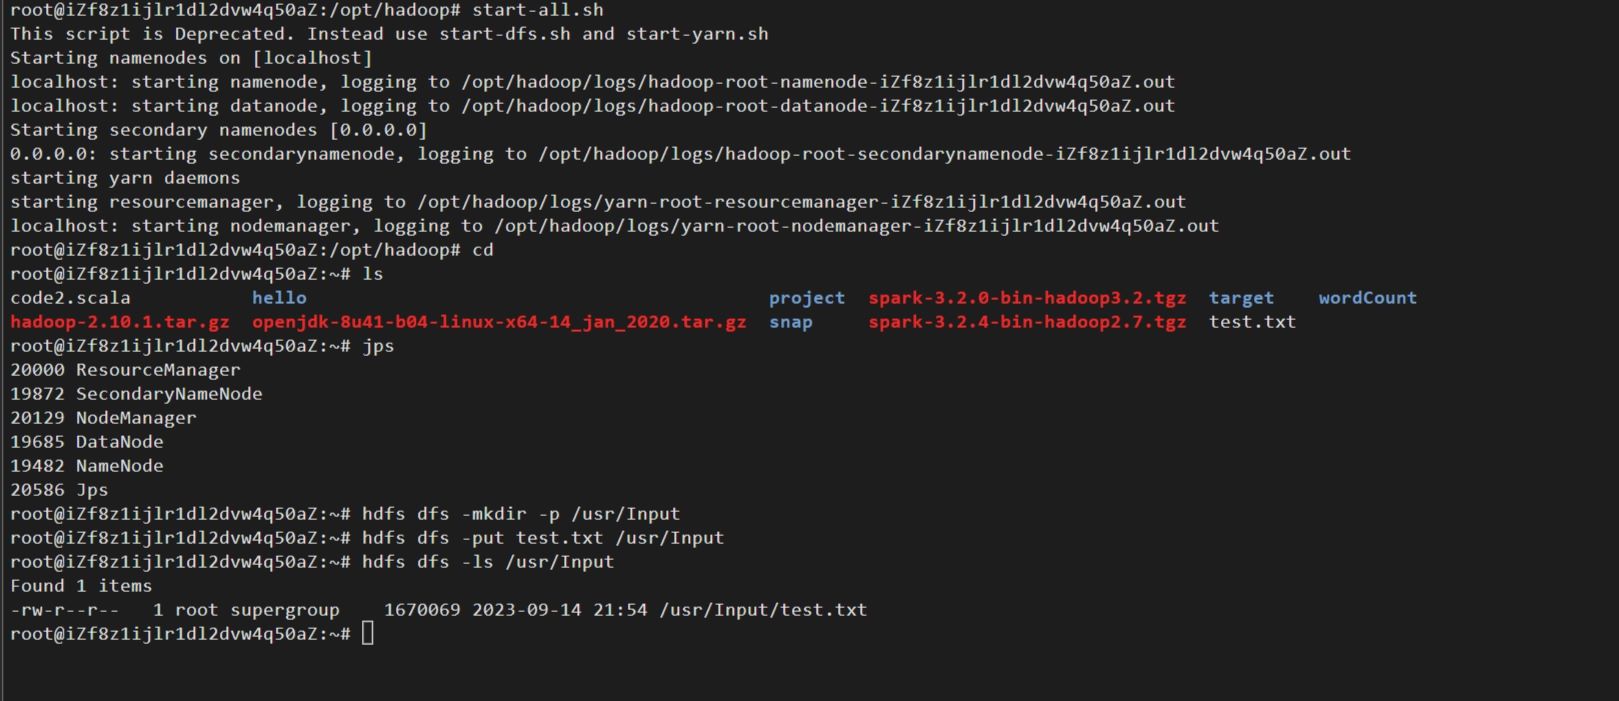 root@iZf8z1ijlr1dl2dvw4q50aZ:/opt/hadoop# start-all.sh
This script is Deprecated. Instead use start-dfs.sh and start-yarn.sh
Starting namenodes on [localhost]
localhost: starting namenode, logging to /opt/hadoop/logs/hadoop-root-namenode-iZf8z1ijlr1dl2dvw4q50aZ.out
localhost: starting datanode, logging to /opt/hadoop/logs/hadoop-root-datanode-iZf8z1ijlr1dl2dvw4q50aZ.out
Starting secondary namenodes [0.0.0.0]
0.0.0.0: starting secondarynamenode, logging to /opt/hadoop/logs/hadoop-root-secondarynamenode-iZf8z1ijlr1dl2dvw4q50aZ.out
starting yarn daemons
starting resourcemanager, logging to /opt/hadoop/logs/yarn-root-resourcemanager-iZf8z1ijlr1dl2dvw4q50aZ.out
localhost: starting nodemanager, logging to /opt/hadoop/logs/yarn-root-nodemanager-iZf8z1ijlr1dl2dvw4q50aZ.out
root@iZf8z1ijlr1dl2dvw4q50aZ:/opt/hadoop# cd
root@iZf8z1ijlr1dl2dvw4q50aZ:~# ls
code2.scala hello project spark-3.2.0-bin-hadoop3.2.tgz target wordCount
hadoop-2.10.1.tar.gz openjdk-8u41-b04-linux-x64-14_jan_2020.tar.gz snap spark-3.2.4-bin-hadoop2.7.tgz test.txt
root@iZf8z1ijlr1dl2dvw4q50aZ:~# jps
20000 ResourceManager
19872 SecondaryNameNode
20129 NodeManager
19685 DataNode
19482 NameNode
20586 Jps
root@iZf8z1ijlr1dl2dvw4q50aZ:~# hdfs dfs -mkdir -p /usr/Input
root@iZf8z1ijlr1dl2dvw4q50aZ:~# hdfs dfs -put test.txt /usr/Input
root@iZf8z1ijlr1dl2dvw4q50aZ:~# hdfs dfs -ls /usr/Input
Found 1 items
-rw-r--r-- 1 root supergroup 1670069 2023-09-14 21:54 /usr/Input/test.txt
root@iZf8z1ijlr1dl2dvw4q50aZ:~#